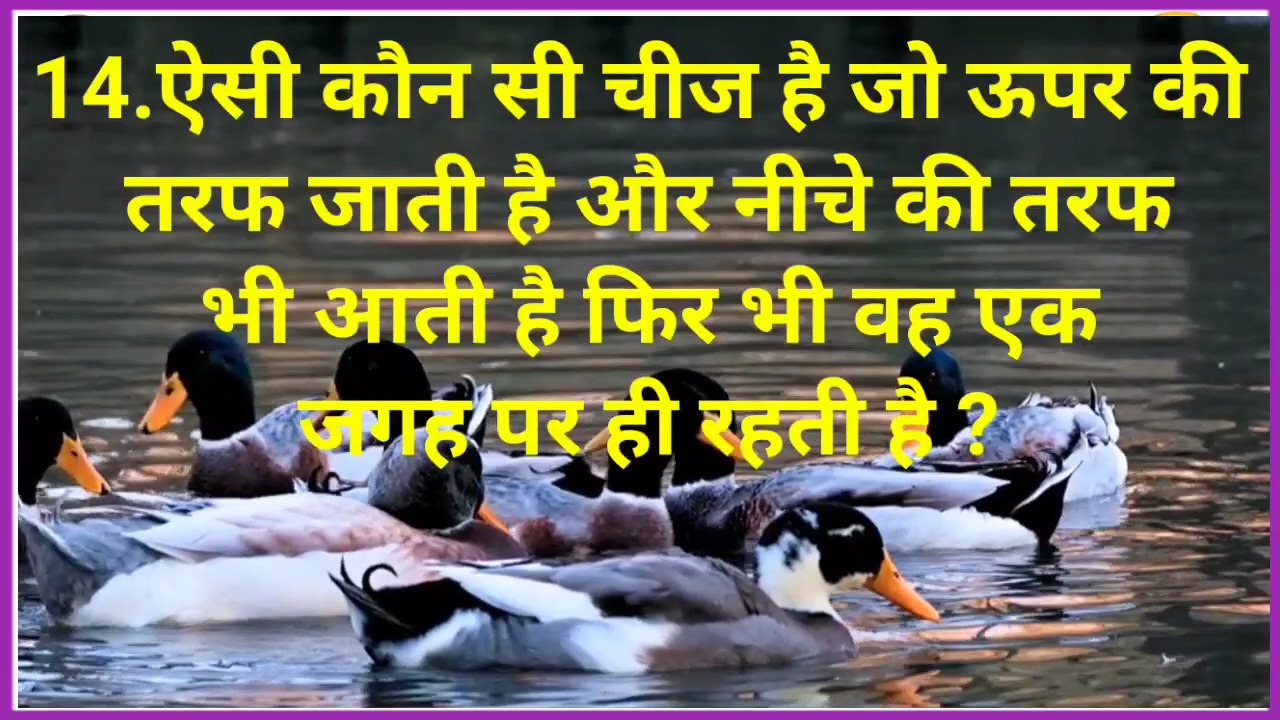 14.ऐसी कौन सी चीज है जो ऊपर की
तरफ जाती है और नीचे की तरफ
भी आती है फिर भी वह एक
जगह पर ही रहती है ?